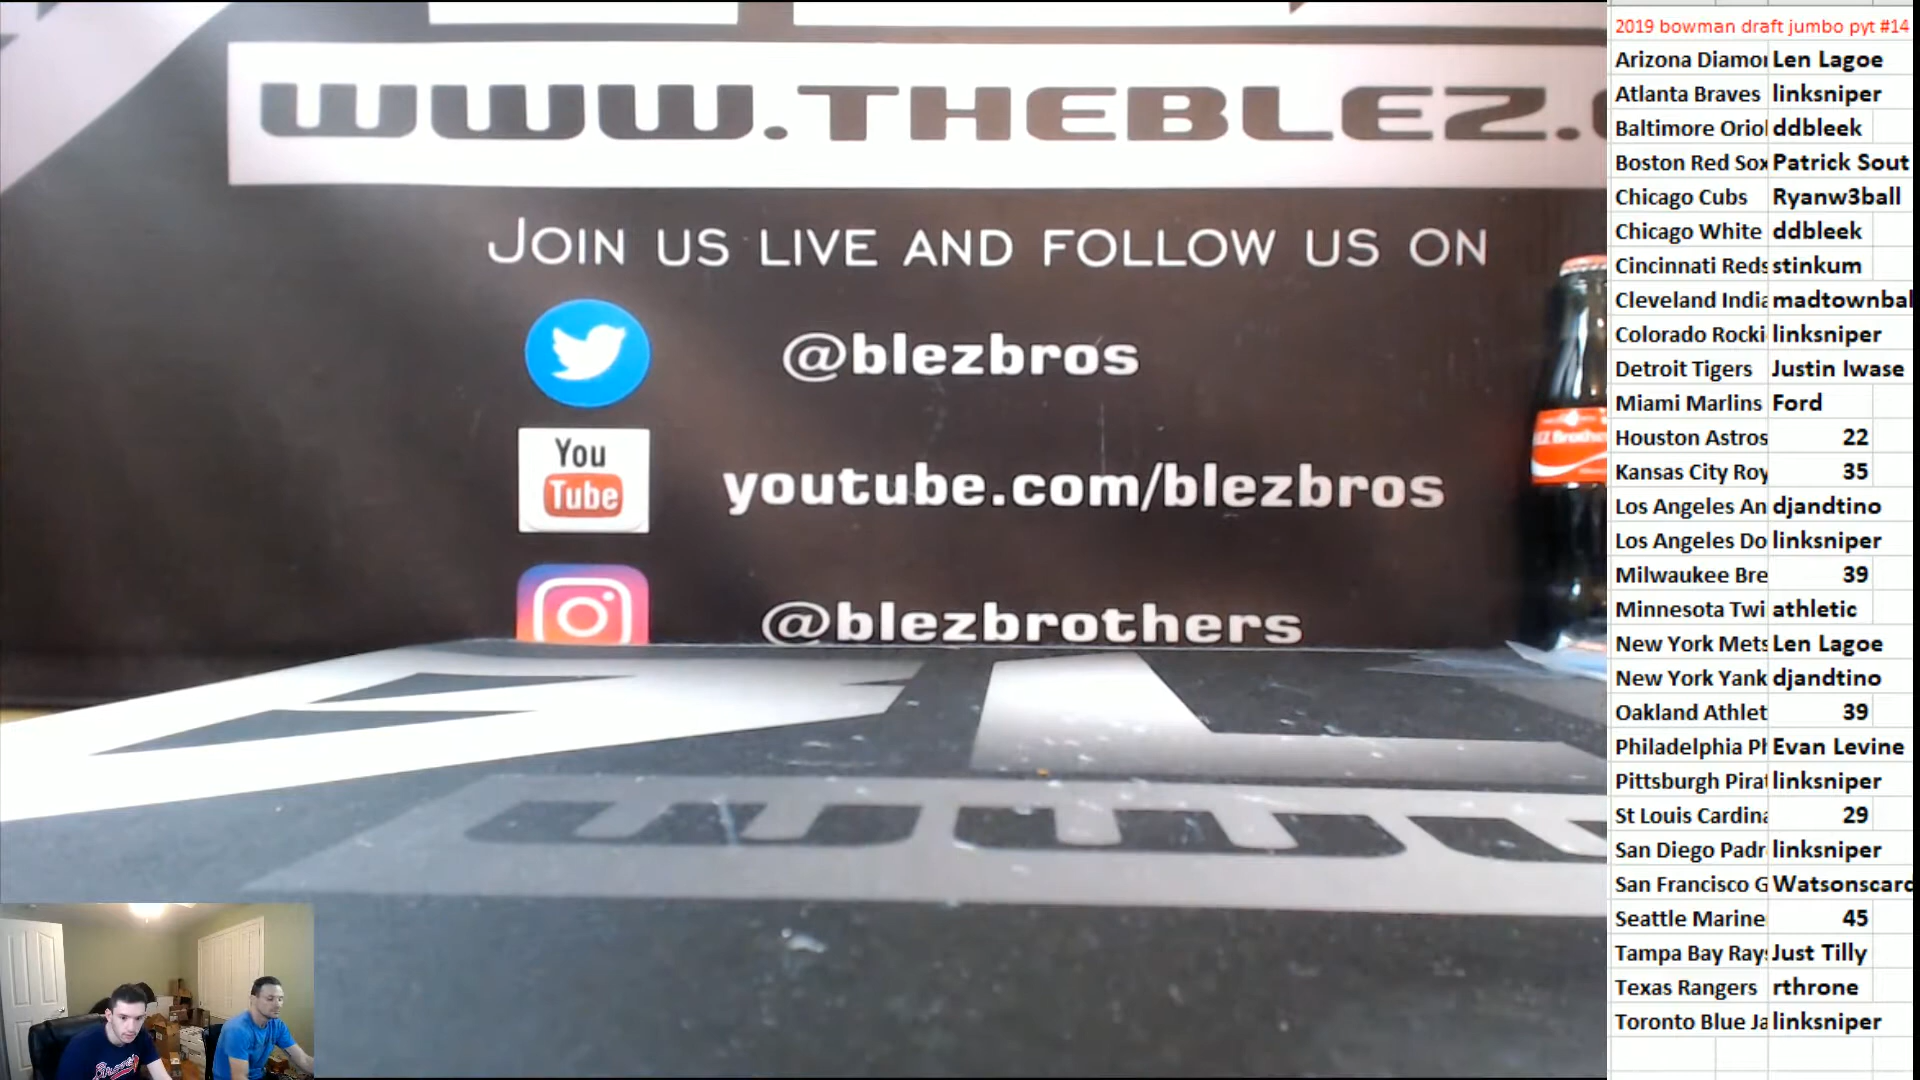 WWW.THEBLEZ.
JOIN US LIVE AND FOLLOW US ON
@blezbros
You
Tube
youtube.com/blezbros
@blezbrothers
2019 bowman draft jumbo pyt #14
Arizona Diamo Len Lagoe
Atlanta Braves linksniper
Baltimore Oriol ddbleek
Boston Red Sox Patrick Sout
Chicago Cubs Ryanw3ball
Chicago White ddbleek
Cincinnati Reds stinkum
Cleveland India madtownbal
Colorado Rocki linksniper
Detroit Tigers Justin Iwase
Miami Marlins Ford
Houston Astros 22
Kansas City Roy 35
Los Angeles An djandtino
Los Angeles Do linksniper
Milwaukee Bre 39
Minnesota Twi athletic
New York Mets Len Lagoe
New York Yank djandtino
Oakland Athlet 39
Philadelphia Ph Evan Levine
Pittsburgh Pirat linksniper
St Louis Cardina 29
San Diego Padr linksniper
San Francisco G Watsonscard
Seattle Marine 45
Tampa Bay Rays Just Tilly
Texas Rangers rthrone
Toronto Blue Ja linksniper